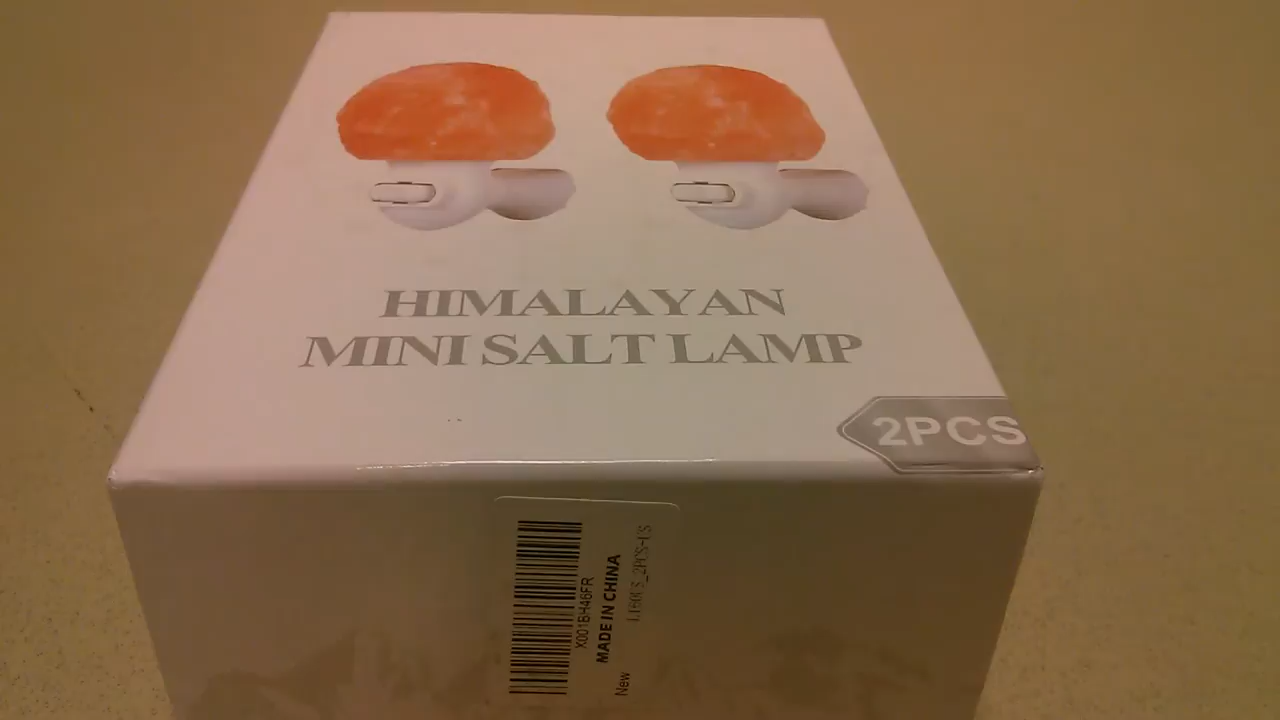 HIMALAYAN
MINI SALT LAMP
2PCS
X001BH46FR
MADE IN CHINA
New